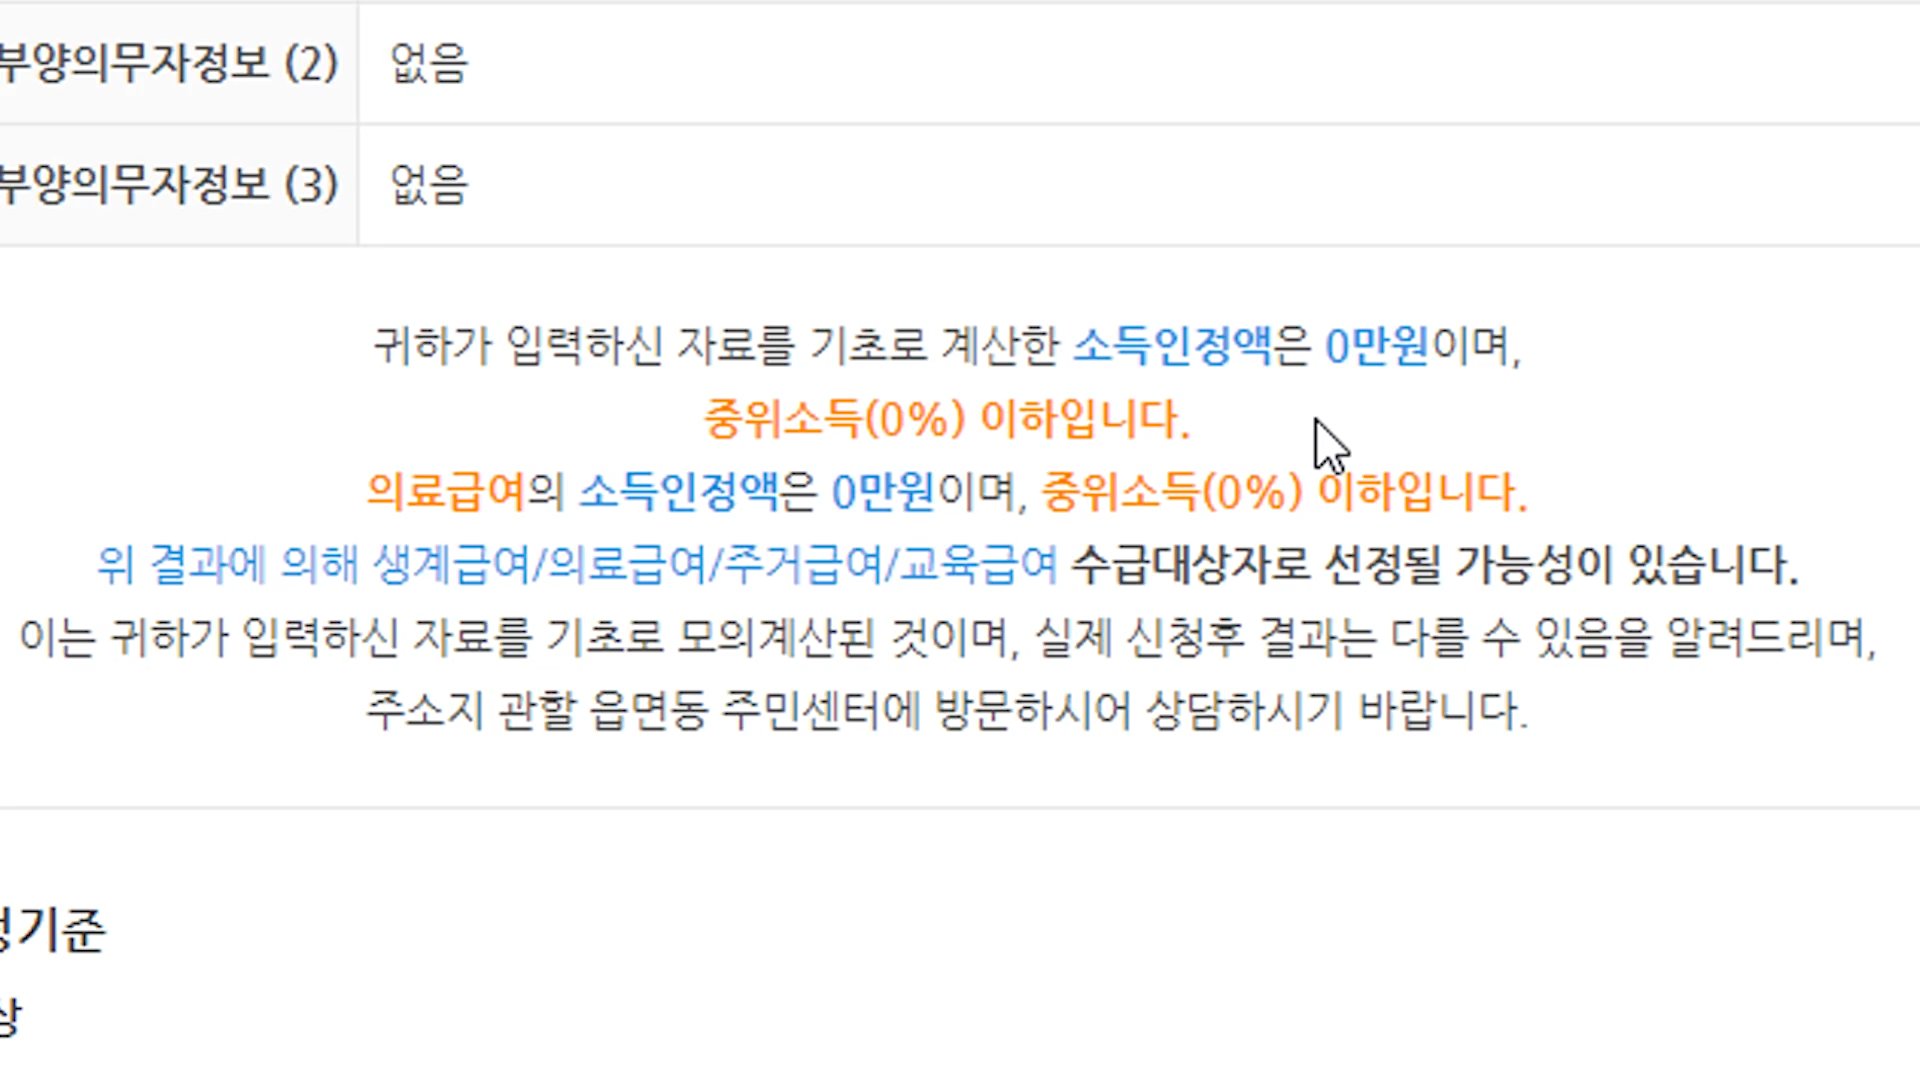 부양의무자정보 (2) 없음
부양의무자정보 (3) 없음
귀하가 입력하신 자료를 기초로 계산한 소득인정액은 0만원이며,
중위소득(0%) 이하입니다.
의료급여의 소득인정액은 0만원이며, 중위소득(0%) 이하입니다.
위 결과에 의해 생계급여/의료급여/주거급여/교육급여 수급대상자로 선정될 가능성이 있습니다.
이는 귀하가 입력하신 자료를 기초로 모의계산된 것이며, 실제 신청후 결과는 다를 수 있음을 알려드리며,
주소지 관할 읍면동 주민센터에 방문하시어 상담하시기 바랍니다.
정기준
상